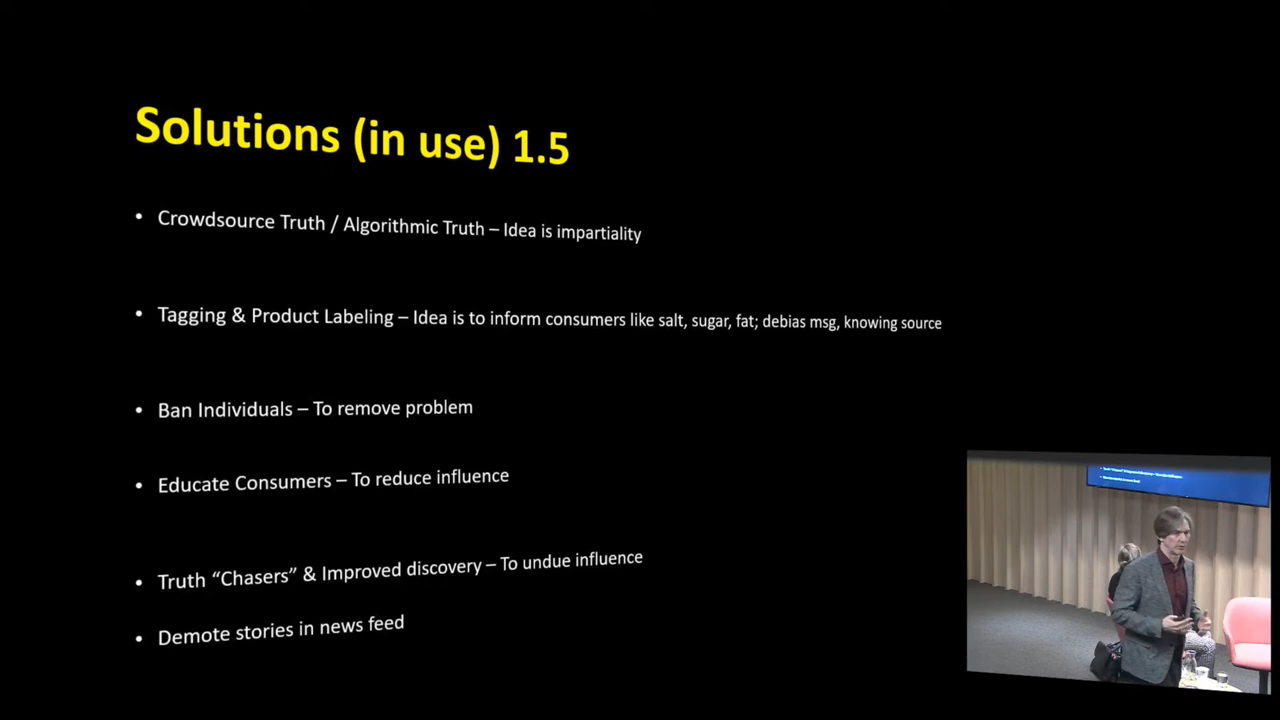 Solutions (in use) 1.5
• Crowdsource Truth / Algorithmic Truth – Idea is impartiality
• Tagging & Product Labeling – Idea is to inform consumers like salt, sugar, fat; debias msg, knowing source
• Ban Individuals – To remove problem
• Educate Consumers – To reduce influence
• Truth “Chasers” & Improved discovery – To undue influence
• Demote stories in news feed